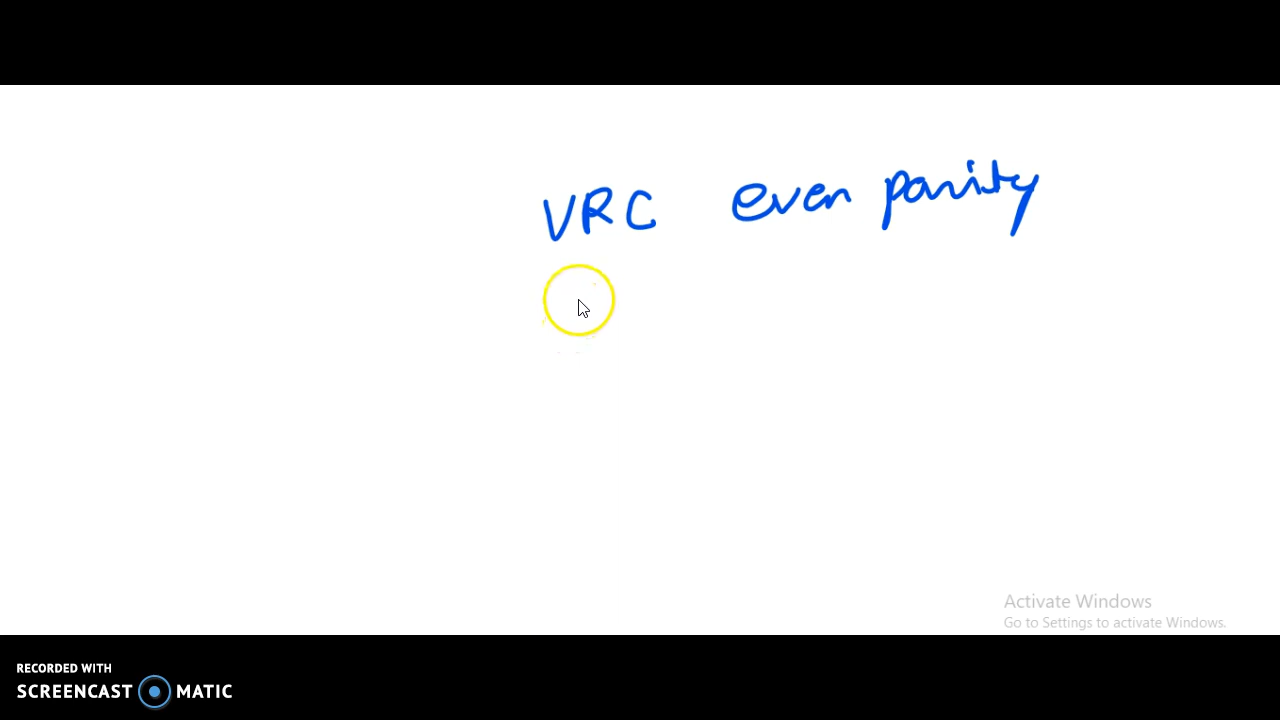 VRC even parity
Activate Windows
Go to Settings to activate Windows.
RECORDED WITH
SCREENCAST MATIC